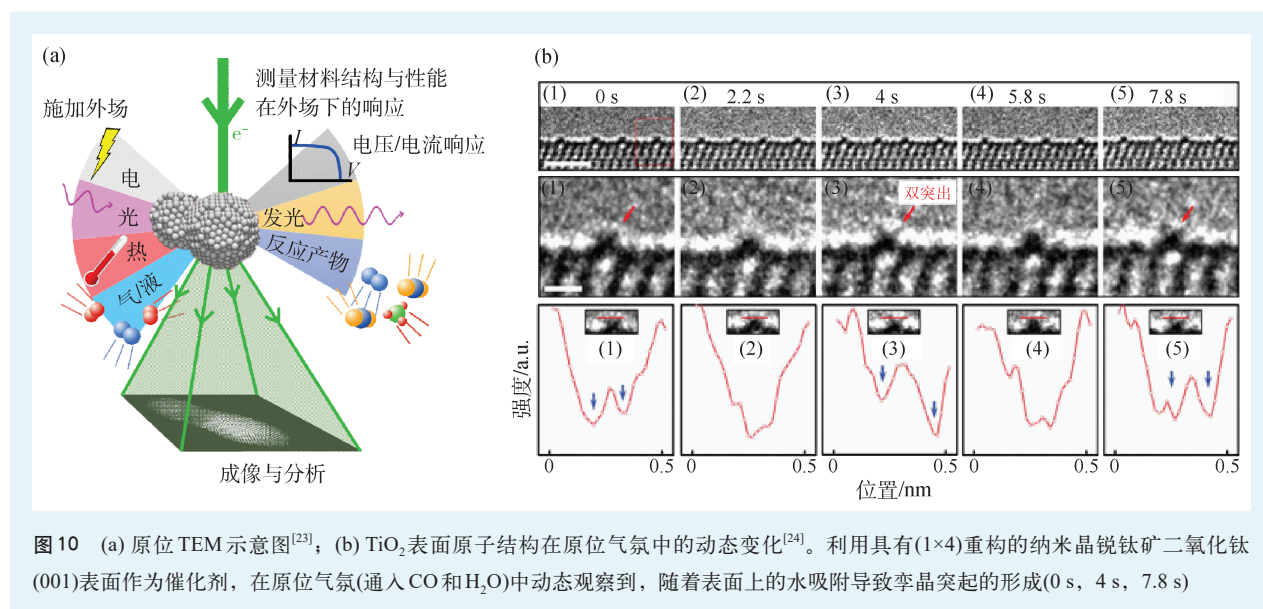 (a)
测量材料结构与性能
在外场下的响应
施加外场
e⁻
I
V
电压/电流响应
电
光
热
气/液
发光
反应产物
成像与分析
(b)
(1) 0 s
(2) 2.2 s
(3) 4 s
(4) 5.8 s
(5) 7.8 s
(1)
(2)
(3)
双突出
(4)
(5)
(1)
(2)
(3)
(4)
(5)
强度/a.u.
0 0.5 0 0.5 0 0.5
位置/nm
图10 (a) 原位TEM示意图[23]；(b) TiO₂表面原子结构在原位气氛中的动态变化[24]。利用具有(1×4)重构的纳米晶锐钛矿二氧化钛
(001)表面作为催化剂，在原位气氛(通入CO和H₂O)中动态观察到，随着表面上的水吸附导致孪晶突起的形成(0 s，4 s，7.8 s)